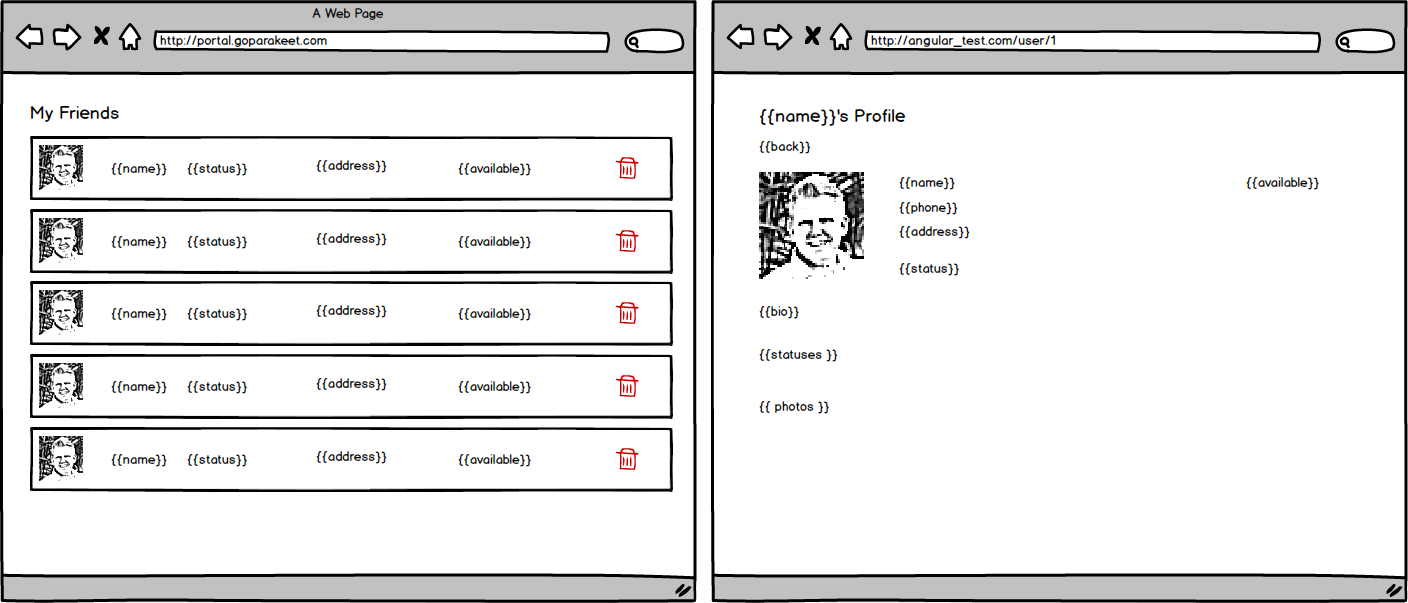 A Web Page
http://portal.goparakeet.com
My Friends
{{name}} {{status}} {{address}} {{available}}
{{name}} {{status}} {{address}} {{available}}
{{name}} {{status}} {{address}} {{available}}
{{name}} {{status}} {{address}} {{available}}
{{name}} {{status}} {{address}} {{available}}
http://angular_test.com/user/1
{{name}}'s Profile
{{back}}
{{name}} {{available}}
{{phone}}
{{address}}
{{status}}
{{bio}}
{{statuses }}
{{ photos }}